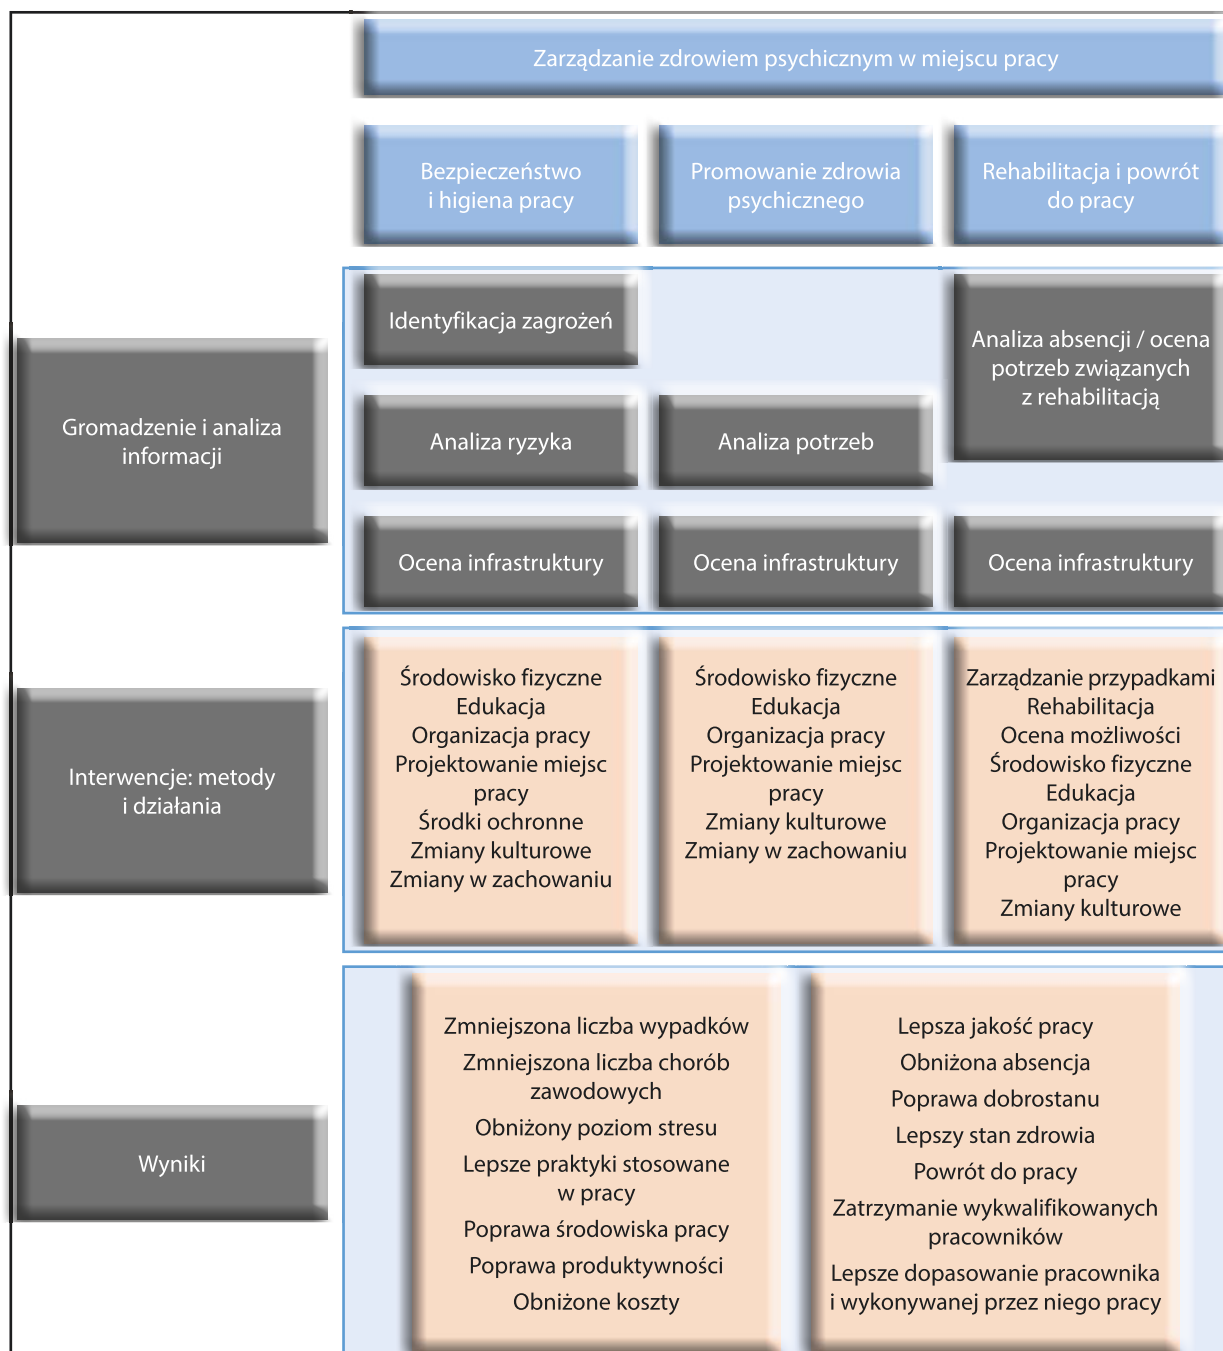 Zarządzanie zdrowiem psychicznym w miejscu pracy
Bezpieczeństwo
i higiena pracy
Promowanie zdrowia
psychicznego
Rehabilitacja i powrót
do pracy
Gromadzenie i analiza
informacji
Identyfikacja zagrożeń
Analiza ryzyka
Ocena infrastruktury
Analiza potrzeb
Ocena infrastruktury
Analiza absencji / ocena
potrzeb związanych
z rehabilitacją
Ocena infrastruktury
Interwencje: metody
i działania
Środowisko fizyczne
Edukacja
Organizacja pracy
Projektowanie miejsc
pracy
Środki ochronne
Zmiany kulturowe
Zmiany w zachowaniu
Środowisko fizyczne
Edukacja
Organizacja pracy
Projektowanie miejsc
pracy
Zmiany kulturowe
Zmiany w zachowaniu
Zarządzanie przypadkami
Rehabilitacja
Ocena możliwości
Środowisko fizyczne
Edukacja
Organizacja pracy
Projektowanie miejsc
pracy
Zmiany kulturowe
Wyniki
Zmniejszona liczba wypadków
Zmniejszona liczba chorób
zawodowych
Obniżony poziom stresu
Lepsze praktyki stosowane
w pracy
Poprawa środowiska pracy
Poprawa produktywności
Obniżone koszty
Lepsza jakość pracy
Obniżona absencja
Poprawa dobrostanu
Lepszy stan zdrowia
Powrót do pracy
Zatrzymanie wykwalifikowanych
pracowników
Lepsze dopasowanie pracownika
i wykonywanej przez niego pracy